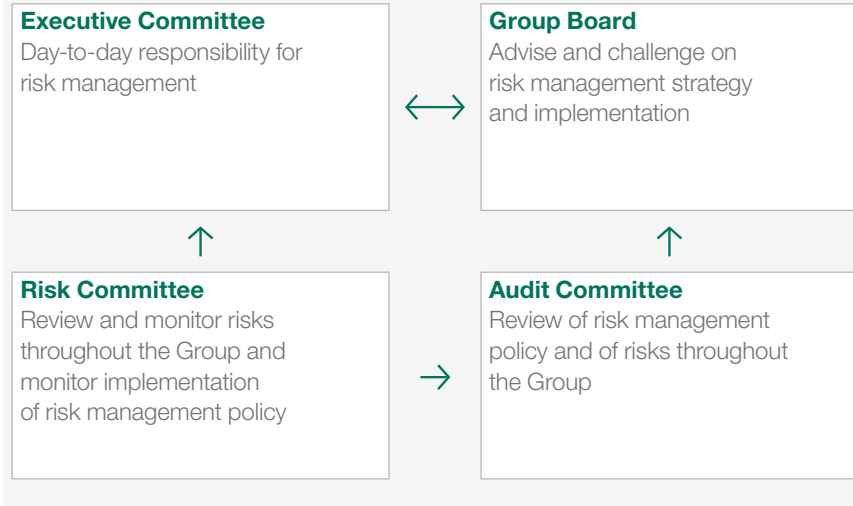 Executive Committee
Day-to-day responsibility for
risk management
Group Board
Advise and challenge on
risk management strategy
and implementation
Risk Committee
Review and monitor risks
throughout the Group and
monitor implementation
of risk management policy
Audit Committee
Review of risk management
policy and of risks throughout
the Group